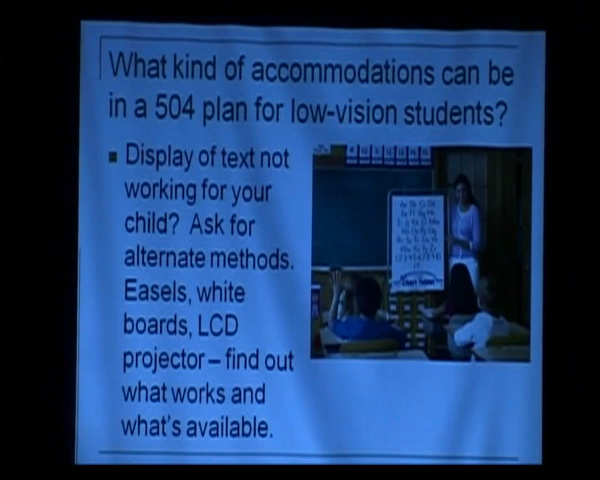 What kind of accommodations can be
in a 504 plan for low-vision students?
Display of text not
working for your
child? Ask for
alternate methods.
Easels, white
boards, LCD
projector – find out
what works and
what's available.